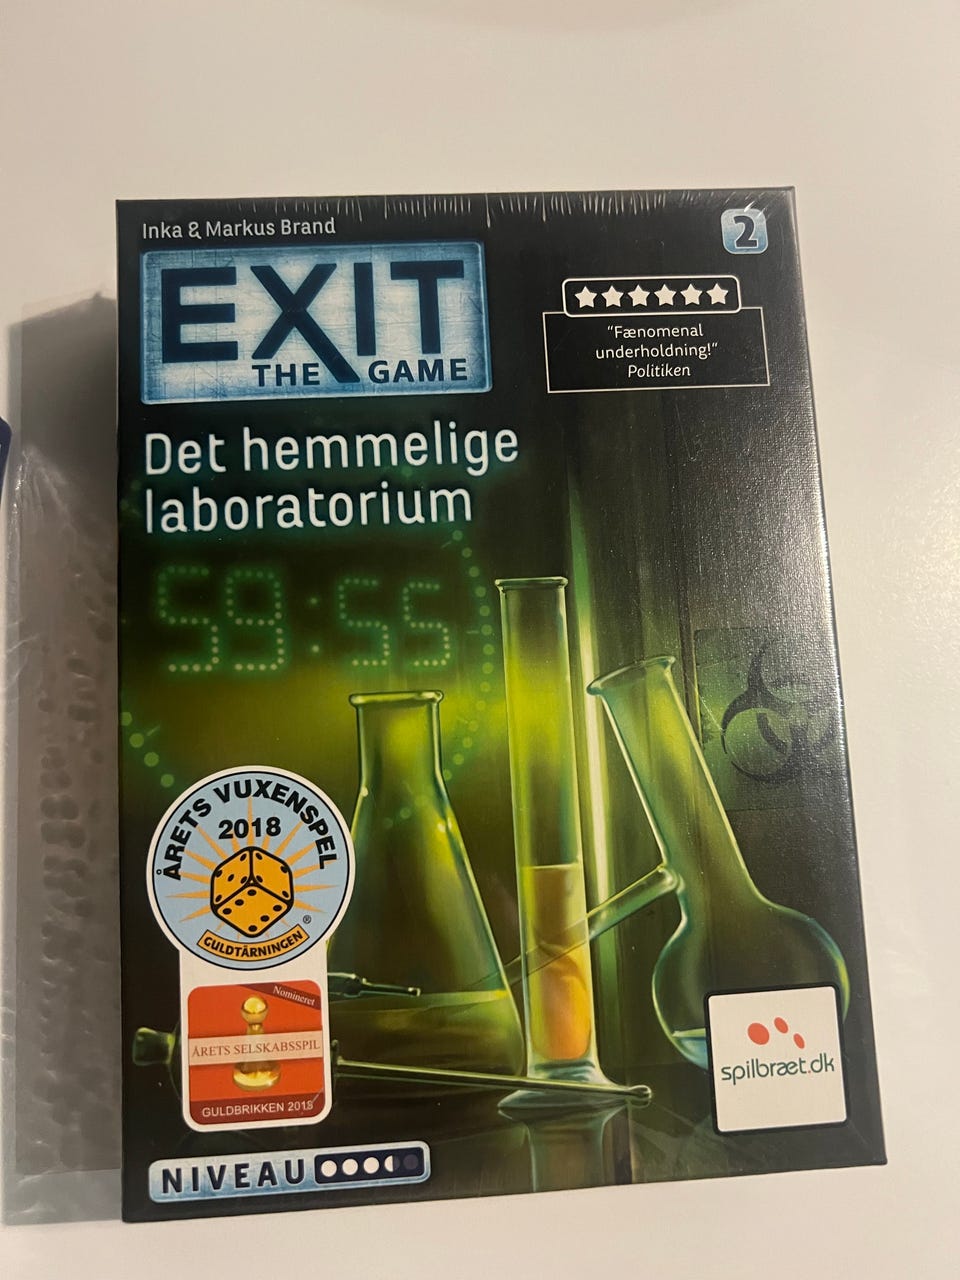 Inka & Markus Brand
2
EXIT
THE GAME
"Fænomenal
underholdning!"
Politiken
Det hemmelige
laboratorium
59:55
ÅRETS VUXENSPEL
2018
GULDTÄRNINGEN®
Nomineret
ÅRETS SELSKABSSPIL
GULDBRIKKEN 2018
spilbræt.dk
NIVEAU